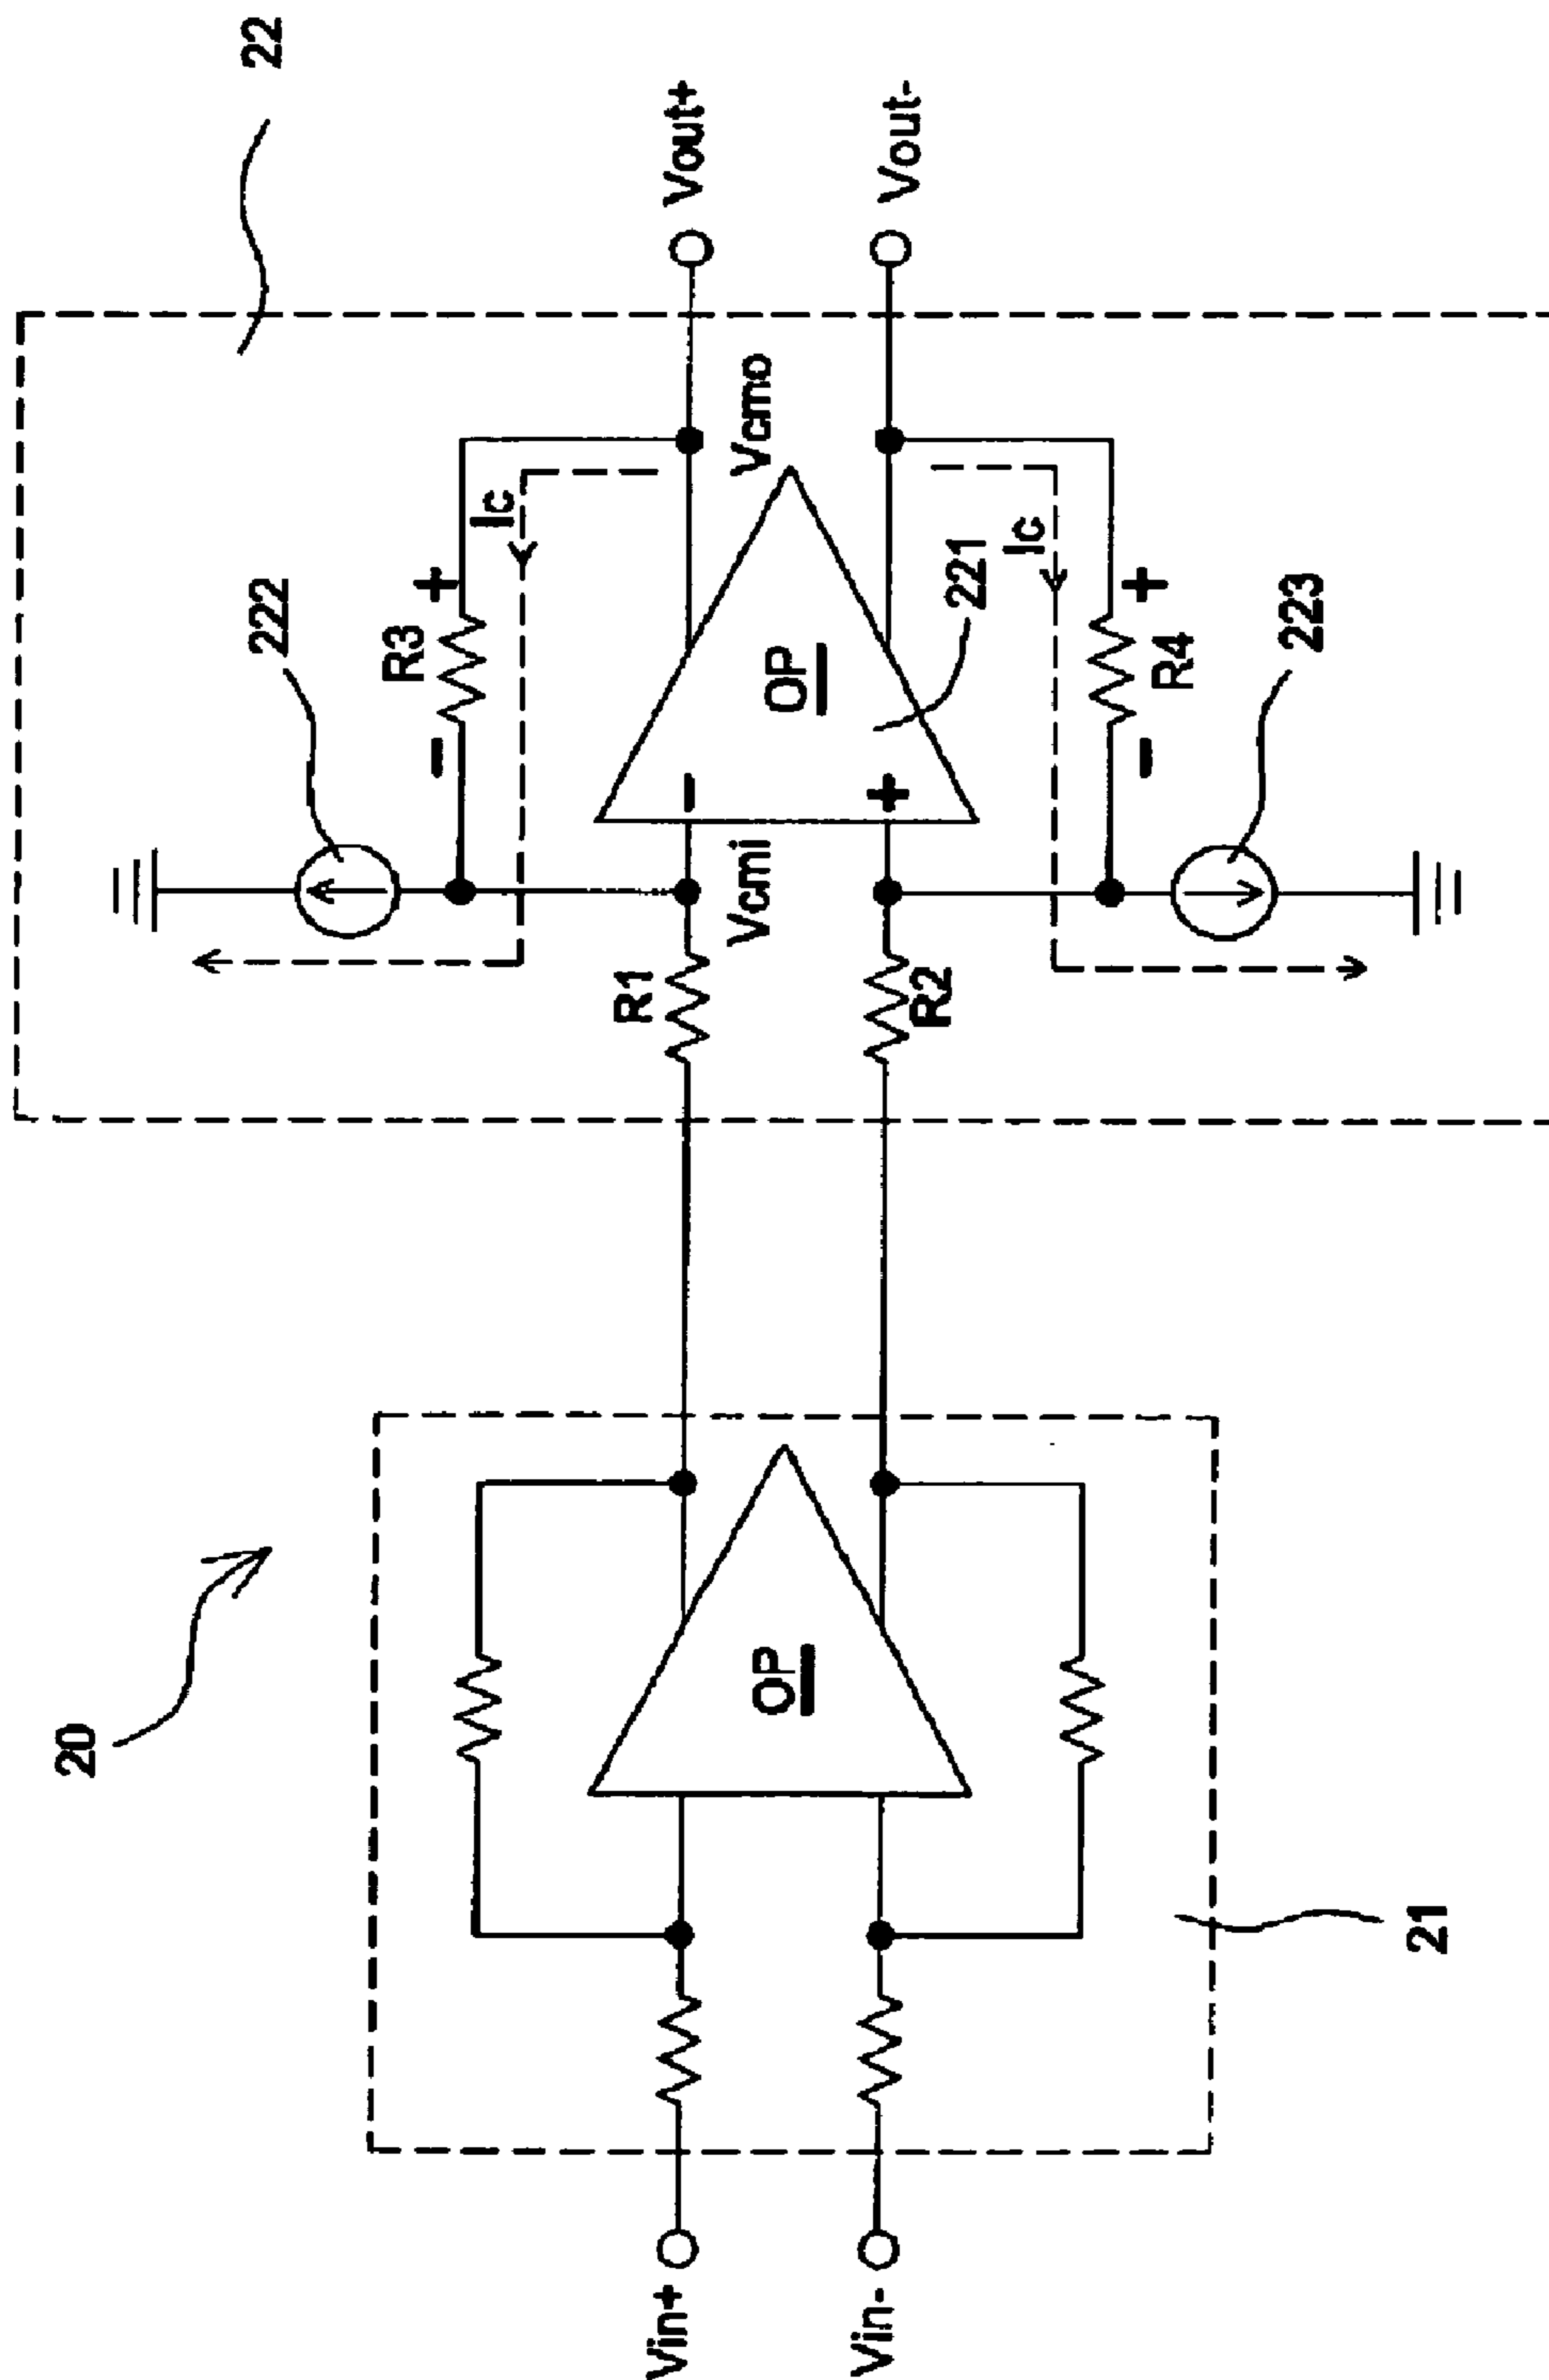 22
222
R3
+
-
Ic
Vout+
R1
-
Vcmi
OP
Vcmo
+
R2
221
Ic
Vout-
-
R4
+
223
20
Vin+
OP
Vin-
21